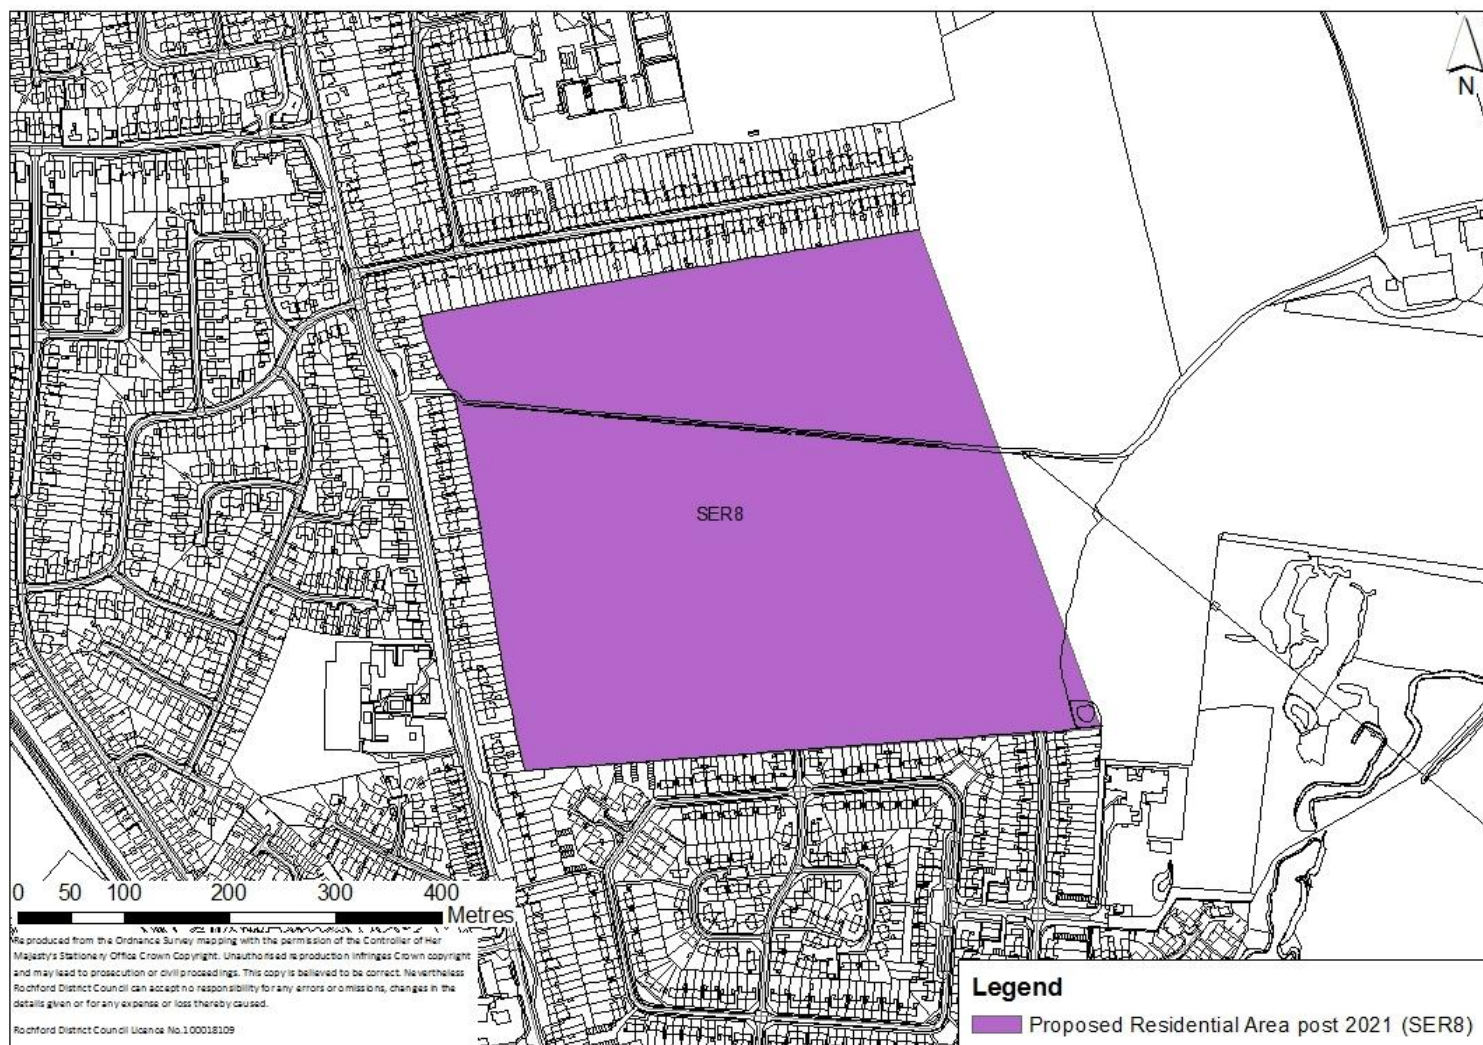 N
SER8
0 50 100 200 300 400
Metres
Reproduced from the Ordnance Survey mapping with the permission of the Controller of Her
Majesty's Stationery Office Crown Copyright. Unauthorised reproduction infringes Crown copyright
and may lead to prosecution or civil proceedings. This copy is believed to be correct. Nevertheless
Rochford District Council can accept no responsibility for any errors or omissions, changes in the
details given or for any expense or loss thereby caused.
Rochford District Council Licence No.100018109
Legend
Proposed Residential Area post 2021 (SER8)